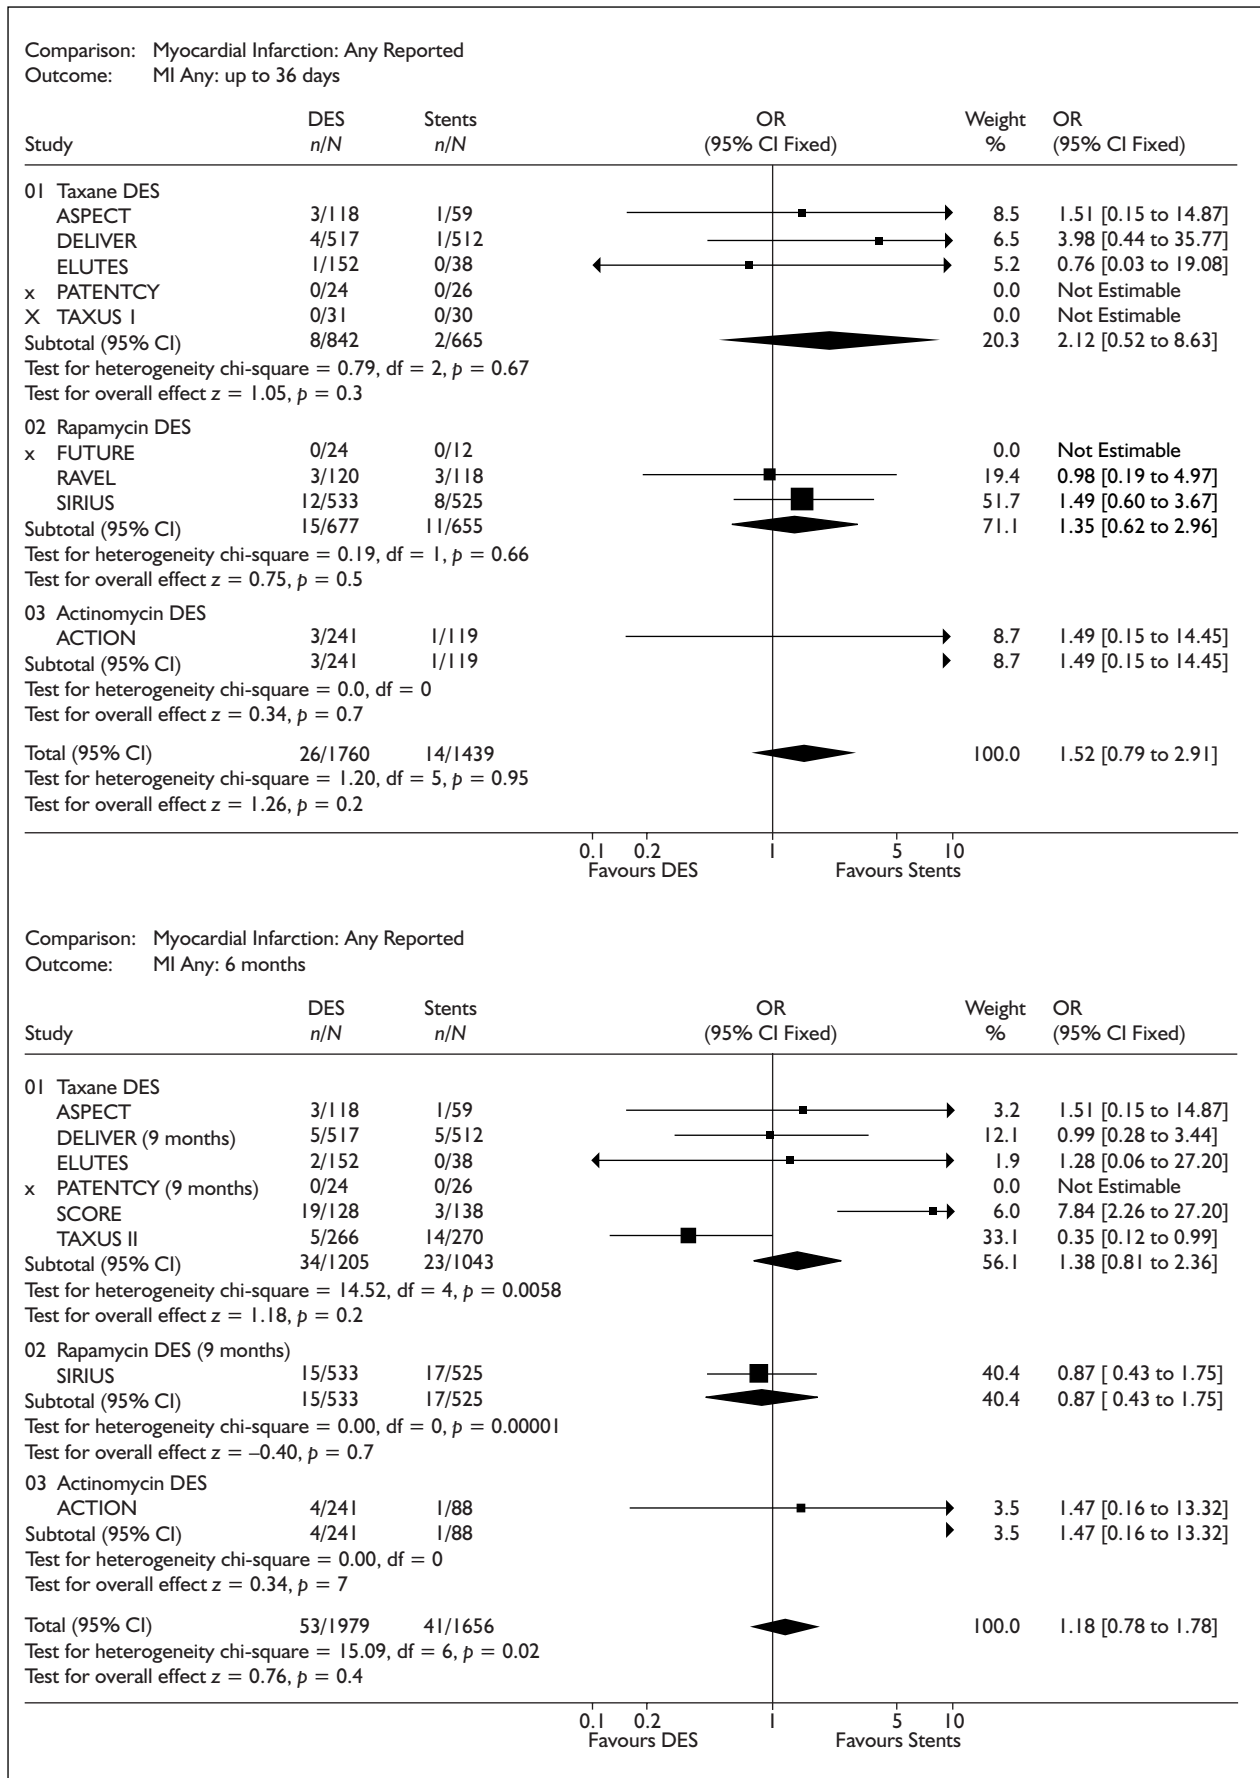 Comparison: Myocardial Infarction: Any Reported
Outcome: MI Any: up to 36 days
DES Stents OR Weight OR
Study n/N n/N (95% CI Fixed) % (95% CI Fixed)
01 Taxane DES
ASPECT 3/118 1/59 8.5 1.51 [0.15 to 14.87]
DELIVER 4/517 1/512 6.5 3.98 [0.44 to 35.77]
ELUTES 1/152 0/38 5.2 0.76 [0.03 to 19.08]
x PATENTCY 0/24 0/26 0.0 Not Estimable
X TAXUS I 0/31 0/30 0.0 Not Estimable
Subtotal (95% CI) 8/842 2/665 20.3 2.12 [0.52 to 8.63]
Test for heterogeneity chi-square = 0.79, df = 2, p = 0.67
Test for overall effect z = 1.05, p = 0.3
02 Rapamycin DES
x FUTURE 0/24 0/12 0.0 Not Estimable
RAVEL 3/120 3/118 19.4 0.98 [0.19 to 4.97]
SIRIUS 12/533 8/525 51.7 1.49 [0.60 to 3.67]
Subtotal (95% CI) 15/677 11/655 71.1 1.35 [0.62 to 2.96]
Test for heterogeneity chi-square = 0.19, df = 1, p = 0.66
Test for overall effect z = 0.75, p = 0.5
03 Actinomycin DES
ACTION 3/241 1/119 8.7 1.49 [0.15 to 14.45]
Subtotal (95% CI) 3/241 1/119 8.7 1.49 [0.15 to 14.45]
Test for heterogeneity chi-square = 0.0, df = 0
Test for overall effect z = 0.34, p = 0.7
Total (95% CI) 26/1760 14/1439 100.0 1.52 [0.79 to 2.91]
Test for heterogeneity chi-square = 1.20, df = 5, p = 0.95
Test for overall effect z = 1.26, p = 0.2
0.1 0.2 1 5 10
Favours DES Favours Stents
Comparison: Myocardial Infarction: Any Reported
Outcome: MI Any: 6 months
DES Stents OR Weight OR
Study n/N n/N (95% CI Fixed) % (95% CI Fixed)
01 Taxane DES
ASPECT 3/118 1/59 3.2 1.51 [0.15 to 14.87]
DELIVER (9 months) 5/517 5/512 12.1 0.99 [0.28 to 3.44]
ELUTES 2/152 0/38 1.9 1.28 [0.06 to 27.20]
x PATENTCY (9 months) 0/24 0/26 0.0 Not Estimable
SCORE 19/128 3/138 6.0 7.84 [2.26 to 27.20]
TAXUS II 5/266 14/270 33.1 0.35 [0.12 to 0.99]
Subtotal (95% CI) 34/1205 23/1043 56.1 1.38 [0.81 to 2.36]
Test for heterogeneity chi-square = 14.52, df = 4, p = 0.0058
Test for overall effect z = 1.18, p = 0.2
02 Rapamycin DES (9 months)
SIRIUS 15/533 17/525 40.4 0.87 [ 0.43 to 1.75]
Subtotal (95% CI) 15/533 17/525 40.4 0.87 [ 0.43 to 1.75]
Test for heterogeneity chi-square = 0.00, df = 0, p = 0.00001
Test for overall effect z = –0.40, p = 0.7
03 Actinomycin DES
ACTION 4/241 1/88 3.5 1.47 [0.16 to 13.32]
Subtotal (95% CI) 4/241 1/88 3.5 1.47 [0.16 to 13.32]
Test for heterogeneity chi-square = 0.00, df = 0
Test for overall effect z = 0.34, p = 7
Total (95% CI) 53/1979 41/1656 100.0 1.18 [0.78 to 1.78]
Test for heterogeneity chi-square = 15.09, df = 6, p = 0.02
Test for overall effect z = 0.76, p = 0.4
0.1 0.2 1 5 10
Favours DES Favours Stents